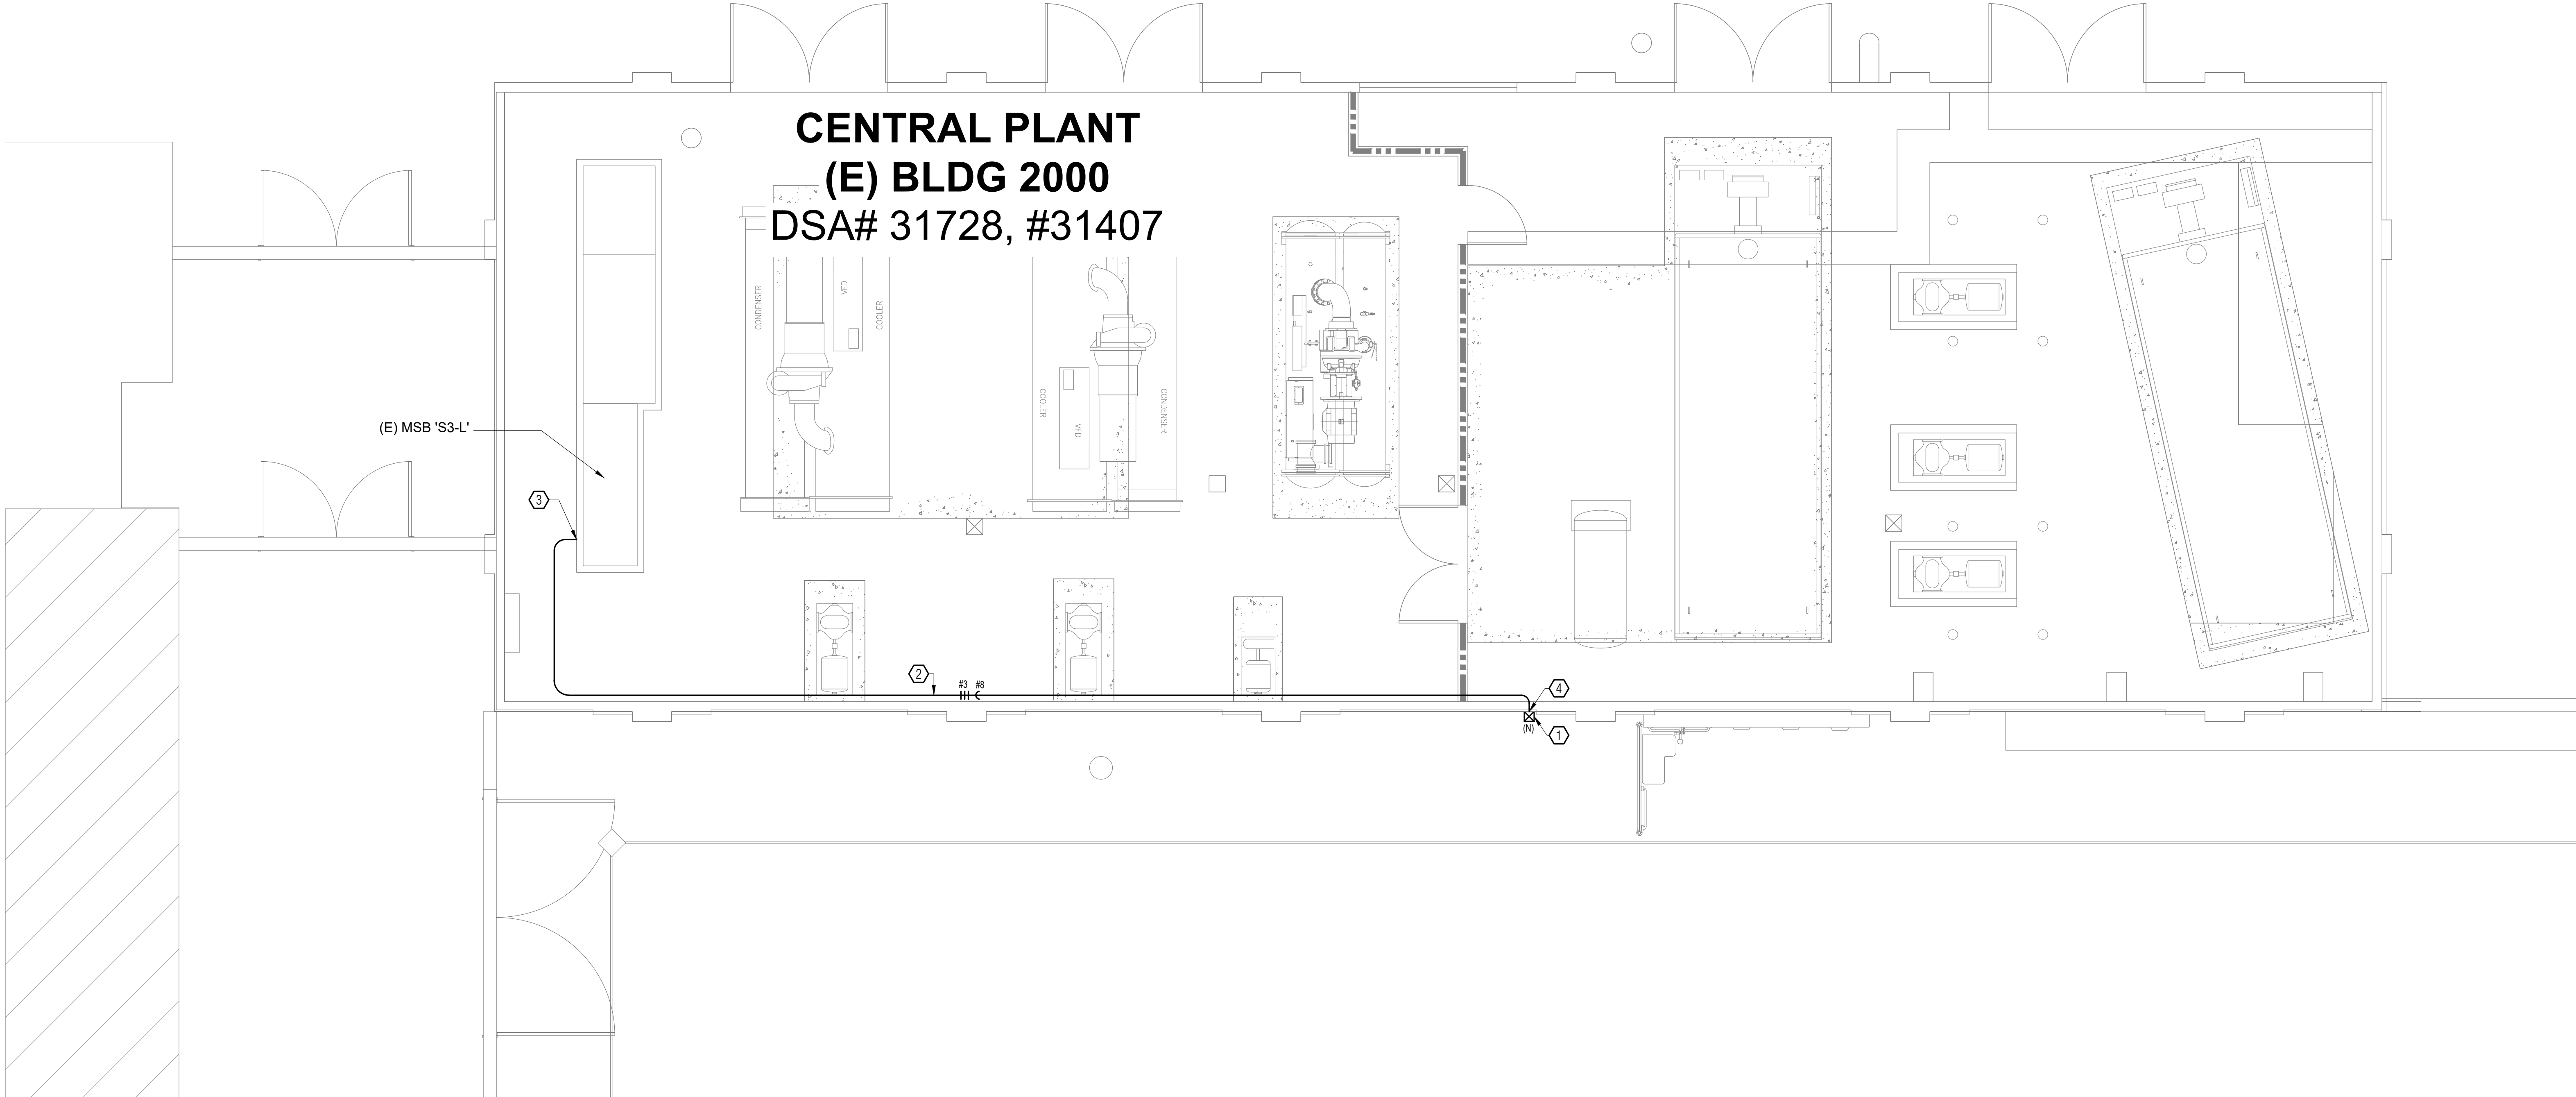 CENTRAL PLANT
(E) BLDG 2000
DSA# 31728, #31407
CONDENSER
VFD
COOLER
COOLER
VFD
CONDENSER
(E) MSB 'S3-L'
3
2
#3 #8
4
(N)
1